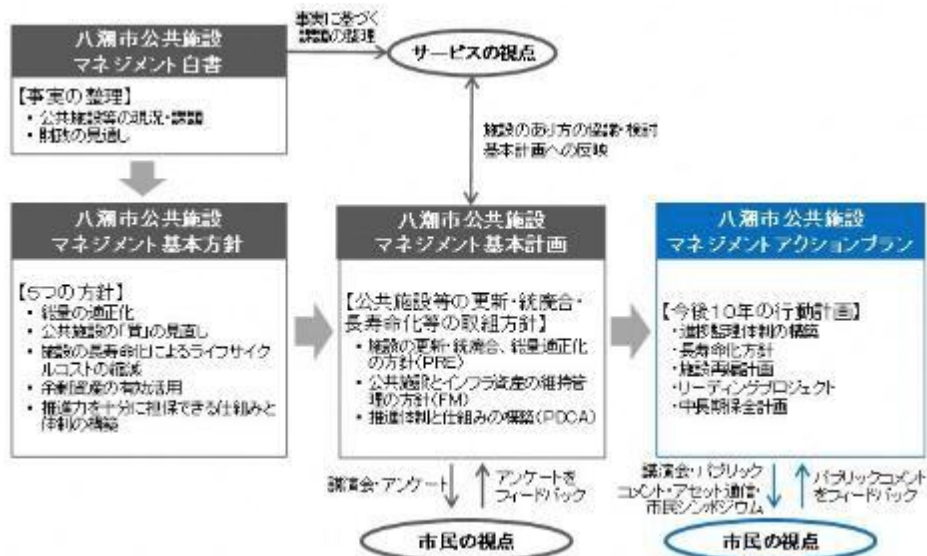 八潮市公共施設
マネジメント白書
【事実の整理】
・公共施設等の現況・課題
・財政の見通し
事実に基づく
課題の整理
サービスの視点
施設のあり方の協議・検討
基本計画への反映
八潮市公共施設
マネジメント基本方針
【5つの方針】
・総量の適正化
・公共施設の「質」の見直し
・施設の長寿命化によるライフサイク
ルコストの縮減
・余剰資産の有効活用
・推進力を十分に担保できる仕組みと
体制の構築
八潮市公共施設
マネジメント基本計画
【公共施設等の更新・統廃合・
長寿命化等の取組方針】
・施設の更新・統廃合、総量適正化
の方針(PRE)
・公共施設とインフラ資産の維持管
理の方針(FM)
・推進体制と仕組みの構築(PDCA)
八潮市公共施設
マネジメントアクションプラン
【今後10年の行動計画】
・進捗管理体制の構築
・長寿命化方針
・施設再編計画
・リーディングプロジェクト
・中長期保全計画
講演会・アンケート
アンケートを
フィードバック
市民の視点
講演会・パブリック
コメント・アセット通信・
市民シンポジウム
パブリックコメント
をフィードバック
市民の視点